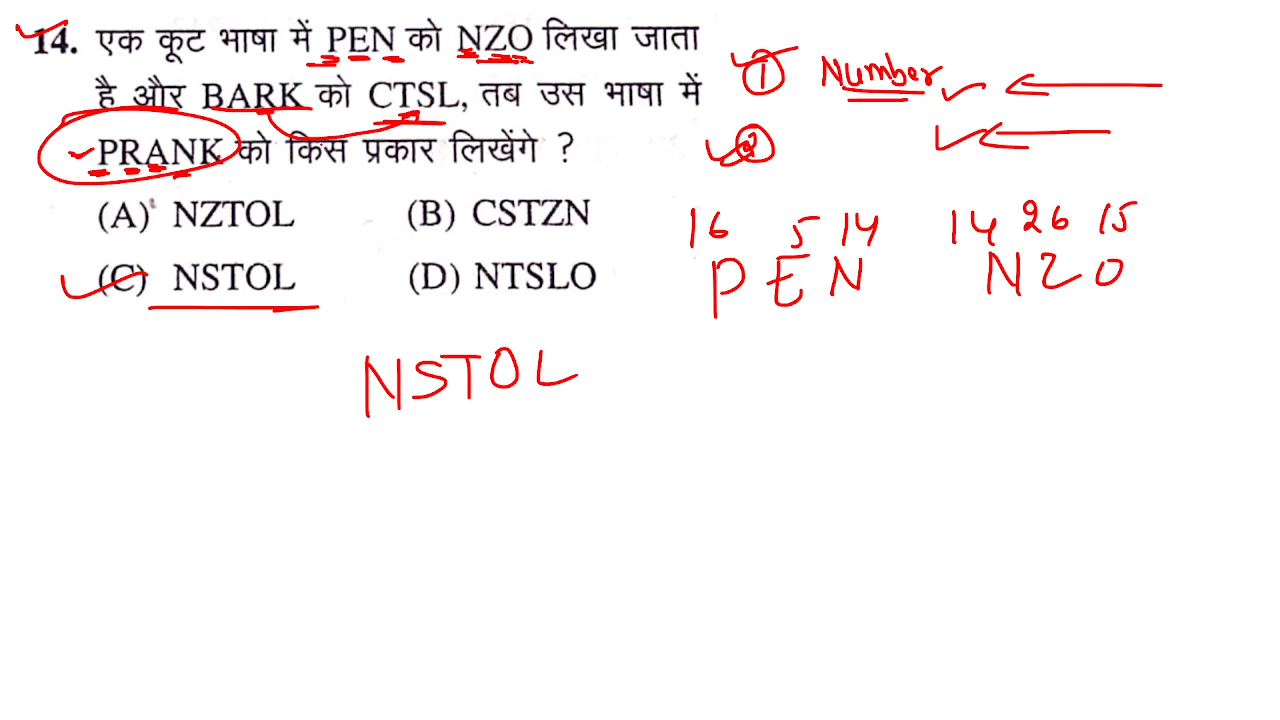 14. एक कूट भाषा में PEN को NZO लिखा जाता
है और BARK को CTSL, तब उस भाषा में
PRANK को किस प्रकार लिखेंगे ?
(A) NZTOL (B) CSTZN
(C) NSTOL (D) NTSLO
NSTOL
1 Number
2
16 5 14 14 26 15
P E N N Z O